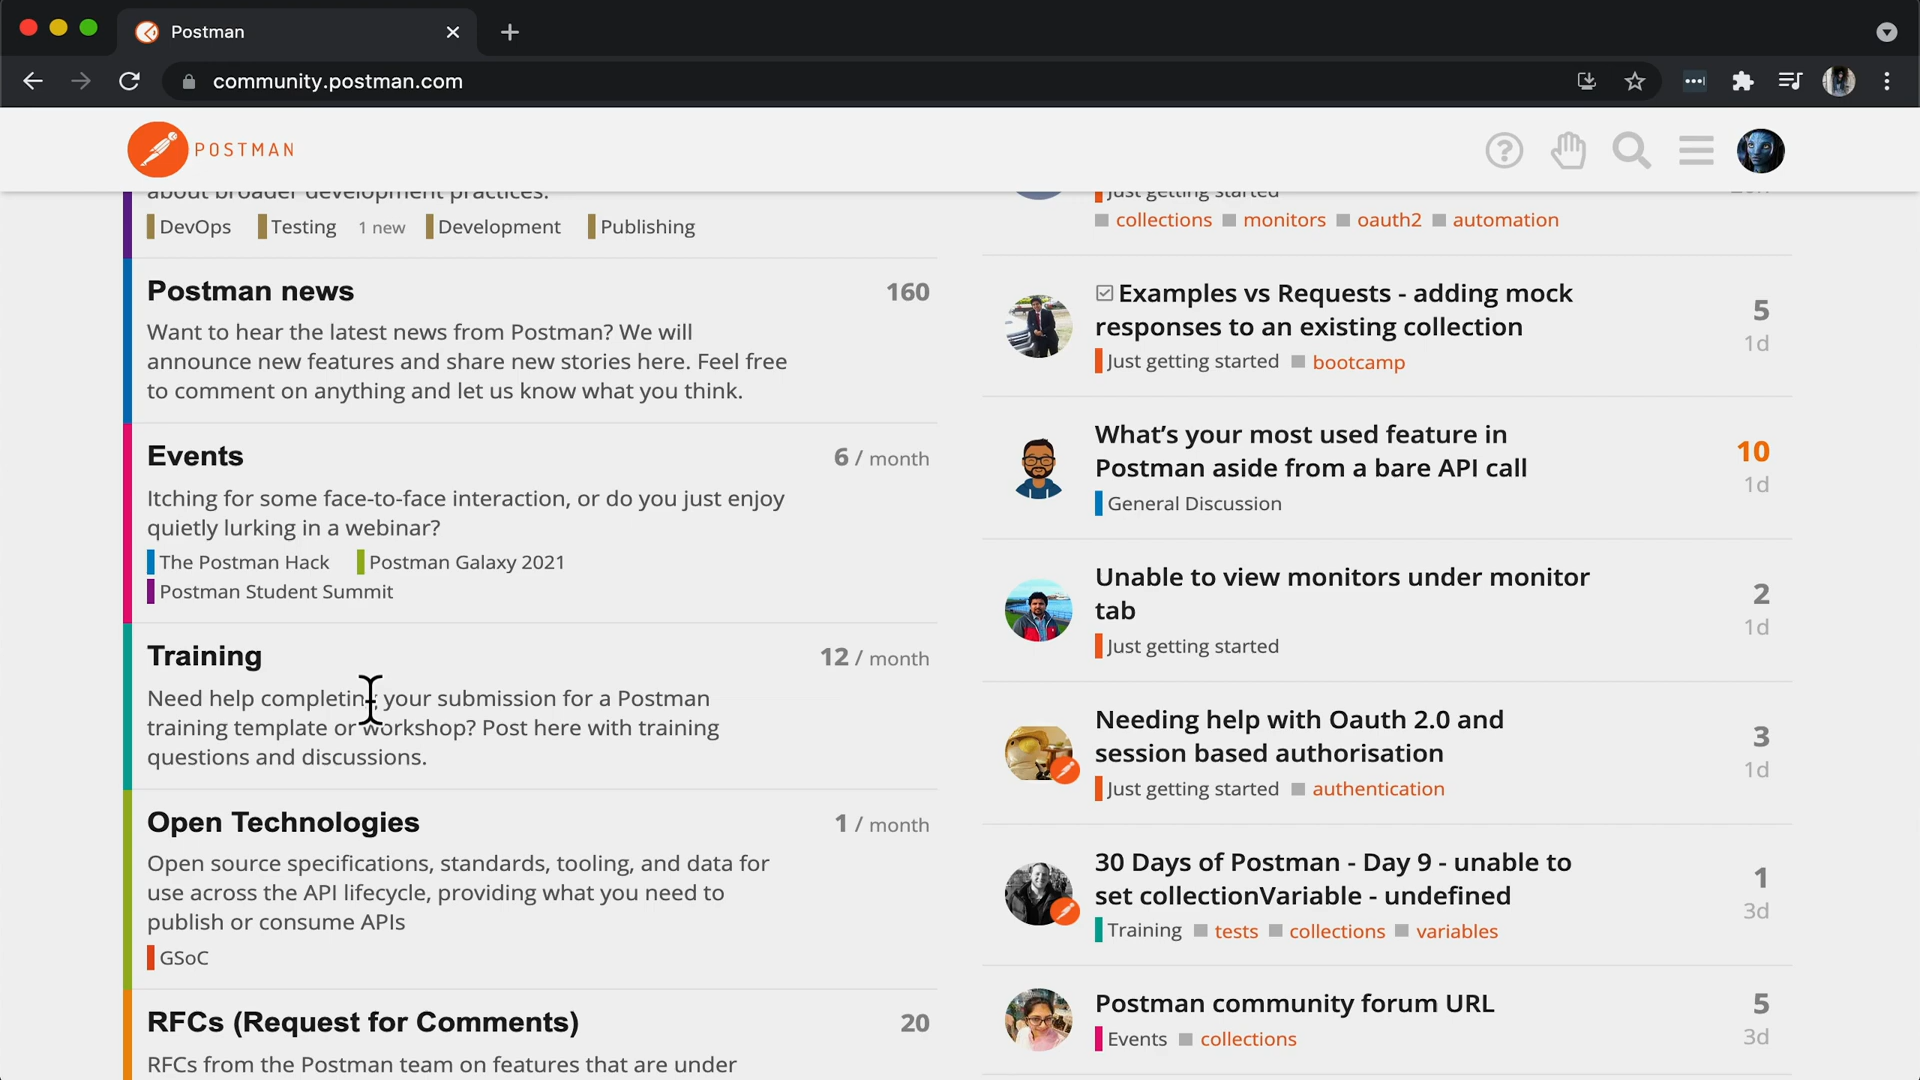 Postman
community.postman.com
POSTMAN
about broader development practices.
DevOps Testing 1 new Development Publishing
Postman news 160
Want to hear the latest news from Postman? We will
announce new features and share new stories here. Feel free
to comment on anything and let us know what you think.
Events 6 / month
Itching for some face-to-face interaction, or do you just enjoy
quietly lurking in a webinar?
The Postman Hack Postman Galaxy 2021
Postman Student Summit
Training 12 / month
Need help completing your submission for a Postman
training template or workshop? Post here with training
questions and discussions.
Open Technologies 1 / month
Open source specifications, standards, tooling, and data for
use across the API lifecycle, providing what you need to
publish or consume APIs
GSoC
RFCs (Request for Comments) 20
RFCs from the Postman team on features that are under
Just getting started
collections monitors oauth2 automation
Examples vs Requests - adding mock
responses to an existing collection
Just getting started bootcamp
5
1d
What's your most used feature in
Postman aside from a bare API call
General Discussion
10
1d
Unable to view monitors under monitor
tab
Just getting started
2
1d
Needing help with Oauth 2.0 and
session based authorisation
Just getting started authentication
3
1d
30 Days of Postman - Day 9 - unable to
set collectionVariable - undefined
Training tests collections variables
1
3d
Postman community forum URL
Events collections
5
3d